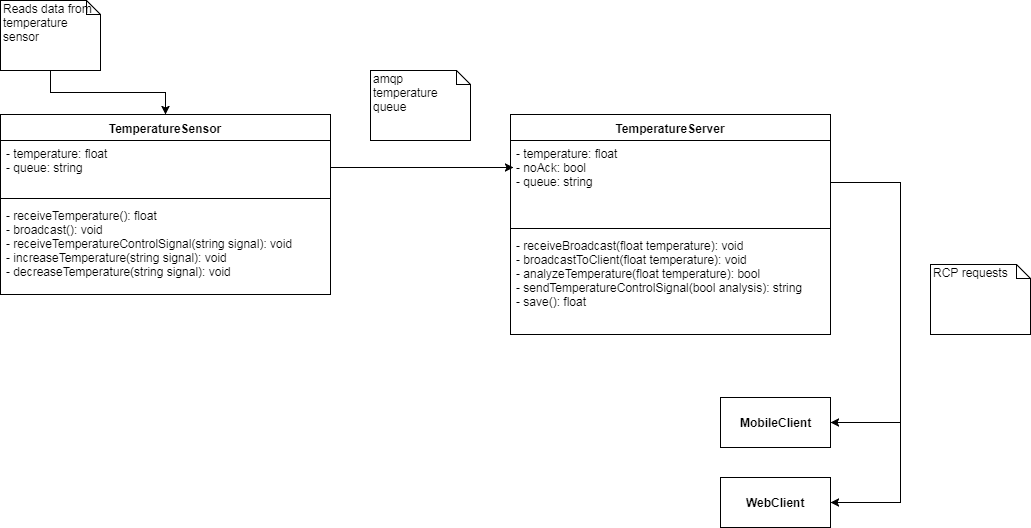 Reads data from
temperature
sensor
amqp
temperature
queue
TemperatureSensor
- temperature: float
- queue: string
- receiveTemperature(): float
- broadcast(): void
- receiveTemperatureControlSignal(string signal): void
- increaseTemperature(string signal): void
- decreaseTemperature(string signal): void
TemperatureServer
- temperature: float
- noAck: bool
- queue: string
- receiveBroadcast(float temperature): void
- broadcastToClient(float temperature): void
- analyzeTemperature(float temperature): bool
- sendTemperatureControlSignal(bool analysis): string
- save(): float
RCP requests
MobileClient
WebClient